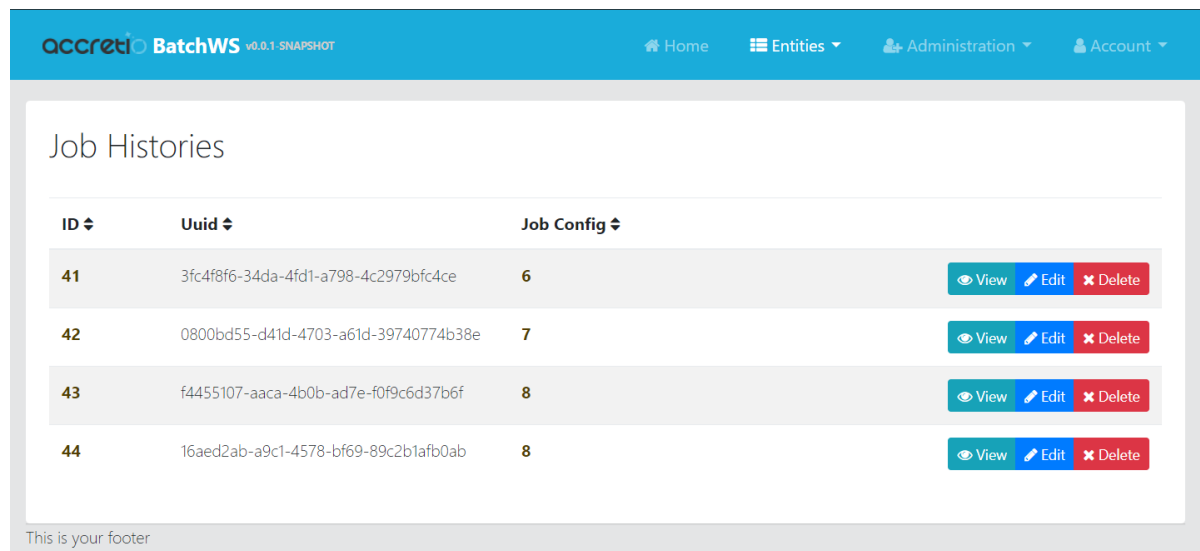 accretio BatchWS v0.0.1-SNAPSHOT Home Entities Administration Account
Job Histories
ID Uuid Job Config
41 3fc4f8f6-34da-4fd1-a798-4c2979bfc4ce 6 View Edit Delete
42 0800bd55-d41d-4703-a61d-39740774b38e 7 View Edit Delete
43 f4455107-aaca-4b0b-ad7e-f0f9c6d37b6f 8 View Edit Delete
44 16aed2ab-a9c1-4578-bf69-89c2b1afb0ab 8 View Edit Delete
This is your footer